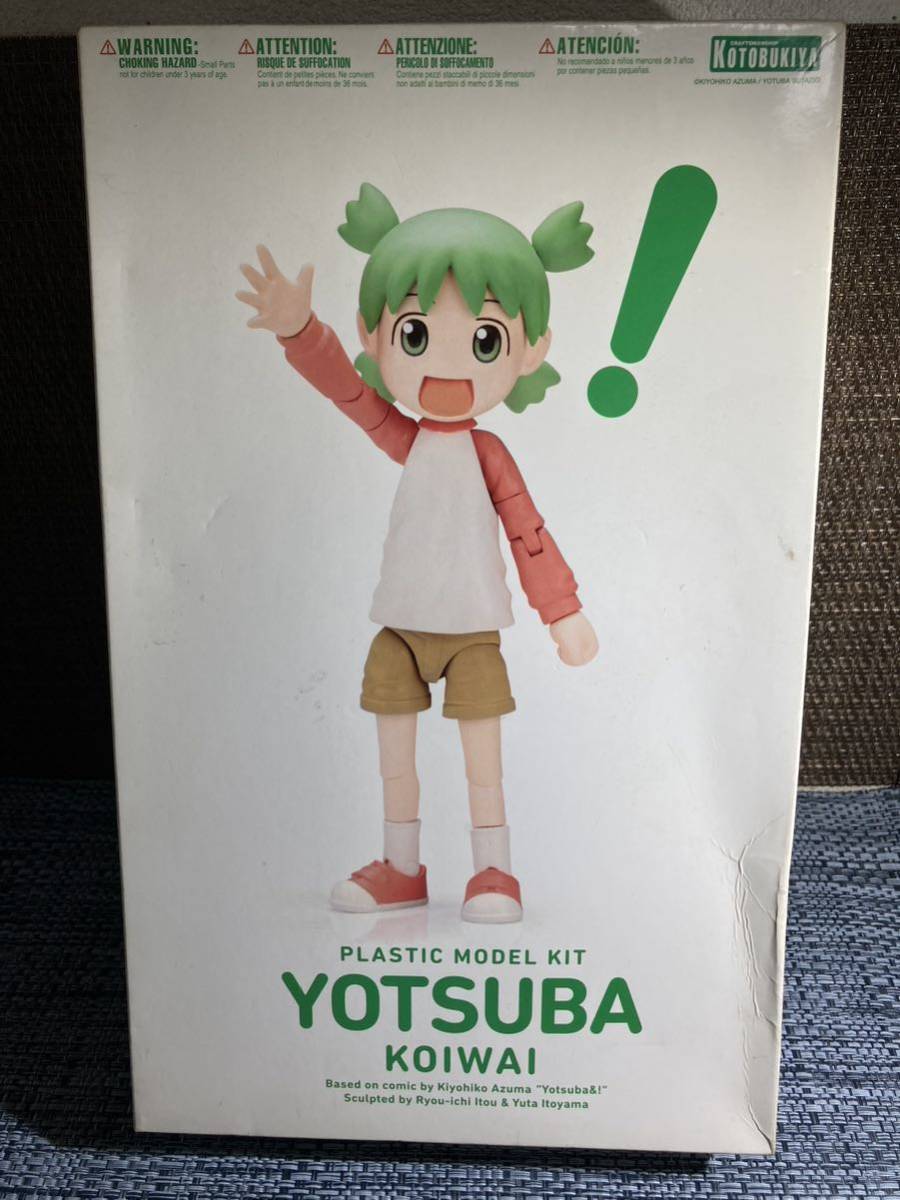 ⚠WARNING:
CHOKING HAZARD-Small Parts
not for children under 3 years of age.
⚠ATTENTION:
RISQUE DE SUFFOCATION
Contient de petites pièces. Ne conviens
pas à un enfant de moins de 36 mois.
⚠ATTENZIONE:
PERICOLO DI SOFFOCAMENTO
Contiene pezzi staccabili di piccole dimensioni
non adatti ai bambini di memo di 36 mesi
⚠ATENCIÓN:
No recomendado a niños menores de 3 años
por contener piezas pequeñas.
CRAFTSMANSHIP
KOTOBUKIYA
©KIYOHIKO AZUMA / YOTUBA SUTAZIO
!
PLASTIC MODEL KIT
YOTSUBA
KOIWAI
Based on comic by Kiyohiko Azuma "Yotsuba&!"
Sculpted by Ryou-ichi Itou & Yuta Itoyama